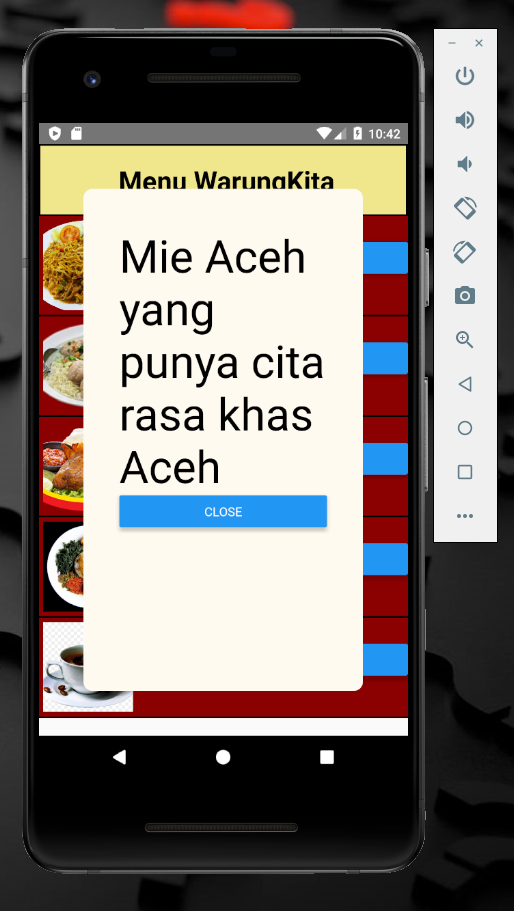 10:42
Menu WarungKita
Mie Aceh
yang
punya cita
rasa khas
Aceh
CLOSE